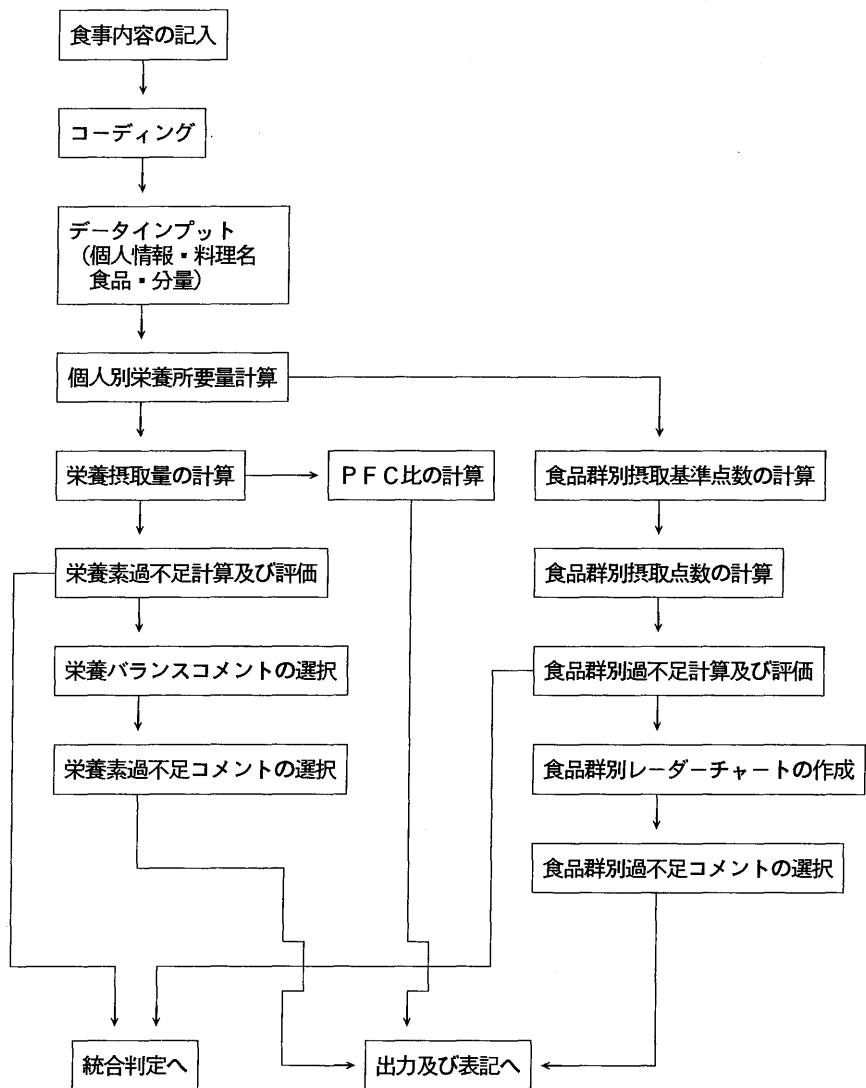 食事内容の記入
コーディング
データインプット
(個人情報・料理名
食品・分量)
個人別栄養所要量計算
栄養摂取量の計算
PFC比の計算
食品群別摂取基準点数の計算
栄養素過不足計算及び評価
食品群別摂取点数の計算
栄養バランスコメントの選択
食品群別過不足計算及び評価
栄養素過不足コメントの選択
食品群別レーダーチャートの作成
食品群別過不足コメントの選択
統合判定へ
出力及び表記へ